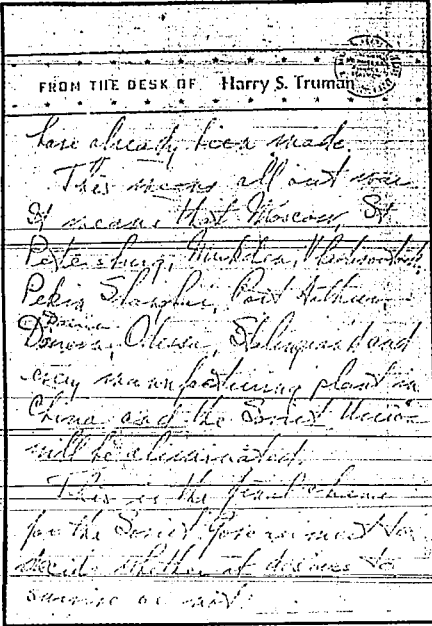 FROM THE DESK OF Harry S. Truman
have already been made.
This means all out war.
It means that Moscow, St.
Petersburg, Mukden, Vladivostock,
Pekin, Shanghai, Port Arthur,
Dairen, Odessa, Stalingrad and
every manufacturing plant in
China and the Soviet Union
will be eliminated.
This is the final chance
for the Soviet Government to
decide whether it desires to
survive or not.